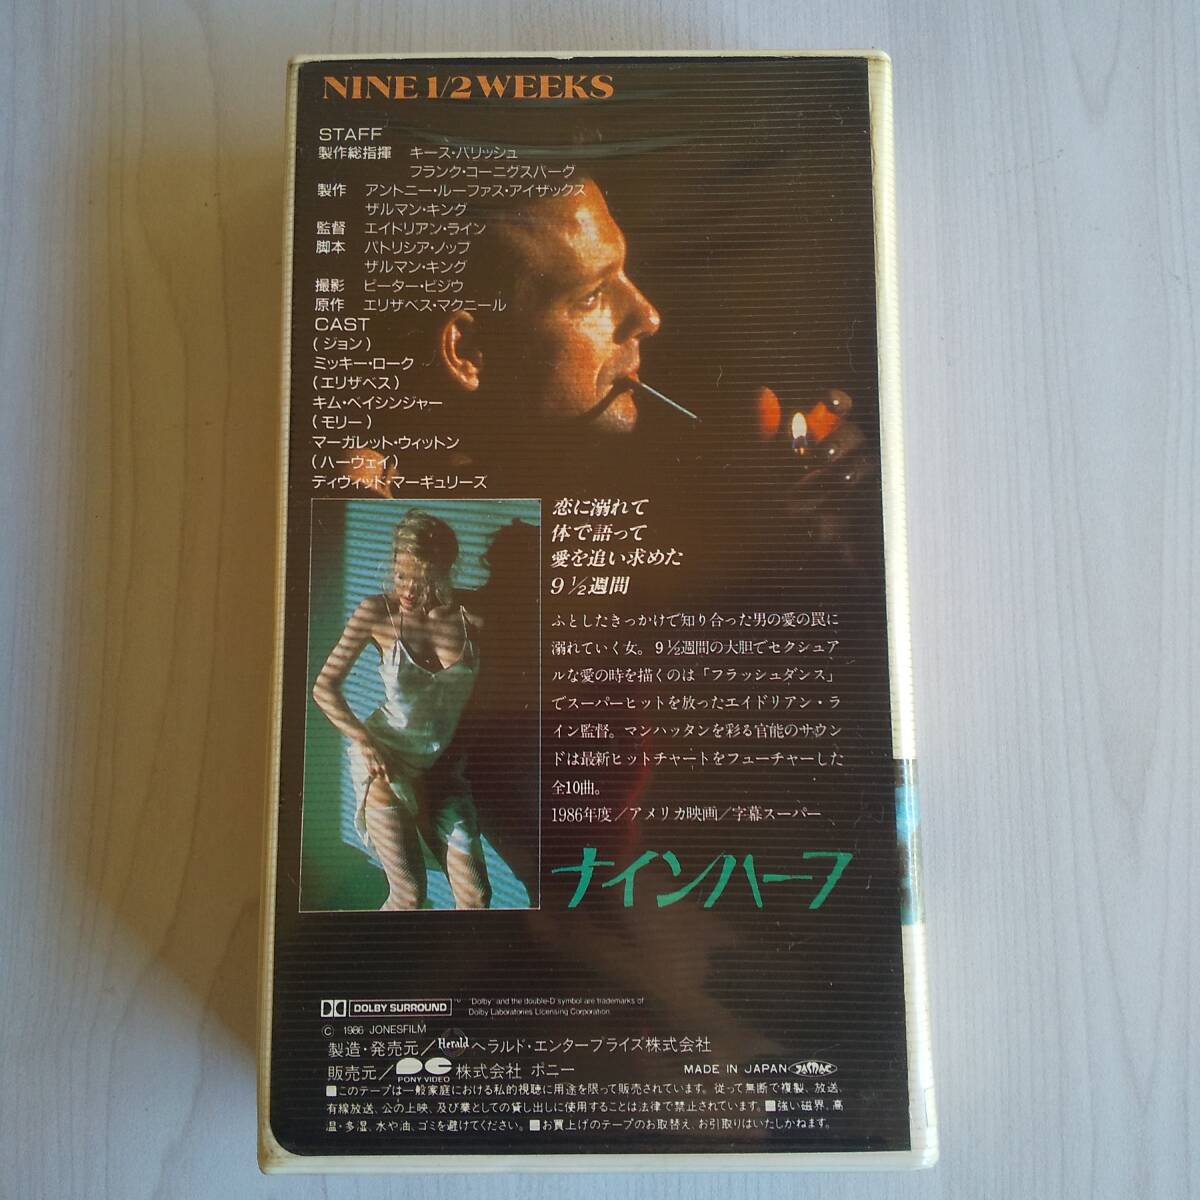 NINE 1/2 WEEKS
STAFF
製作総指揮 キース・バリッシュ
フランク・コーニグスバーグ
製作 アントニー・ルーファス・アイザックス
ザルマン・キング
監督 エイドリアン・ライン
脚本 パトリシア・ノップ
ザルマン・キング
撮影 ピーター・ビジウ
原作 エリザベス・マクニール
CAST
(ジョン)
ミッキー・ローク
(エリザベス)
キム・ベイシンジャー
(モリー)
マーガレット・ウィットン
(ハーヴェイ)
ディヴィッド・マーギュリーズ
恋に溺れて
体で語って
愛を追い求めた
9 1/2週間
ふとしたきっかけで知り合った男の愛の罠に
溺れていく女。9½週間の大胆でセクシュア
ルな愛の時を描くのは「フラッシュダンス」
でスーパーヒットを放ったエイドリアン・ラ
イン監督。マンハッタンを彩る官能のサウン
ドは最新ヒットチャートをフューチャーした
全10曲。
1986年度/アメリカ映画/字幕スーパー
ナインハーフ
DOLBY SURROUND ™ "Dolby" and the double-D symbol are trademarks of
Dolby Laboratories Licensing Corporation.
© 1986 JONESFILM
製造・発売元/Herald ヘラルド・エンタープライズ株式会社
販売元/PONY VIDEO 株式会社 ポニー MADE IN JAPAN
■このテープは一般家庭における私的視聴に用途を限って販売されています。従って無断で複製、放送、
有線放送、公の上映、及び業としての貸し出しに使用することは法律で禁止されています。■強い磁界、高
温・多湿、水や油、ゴミを避けてください。■お買上げのテープのお取替え、お引取りはいたしかねます。